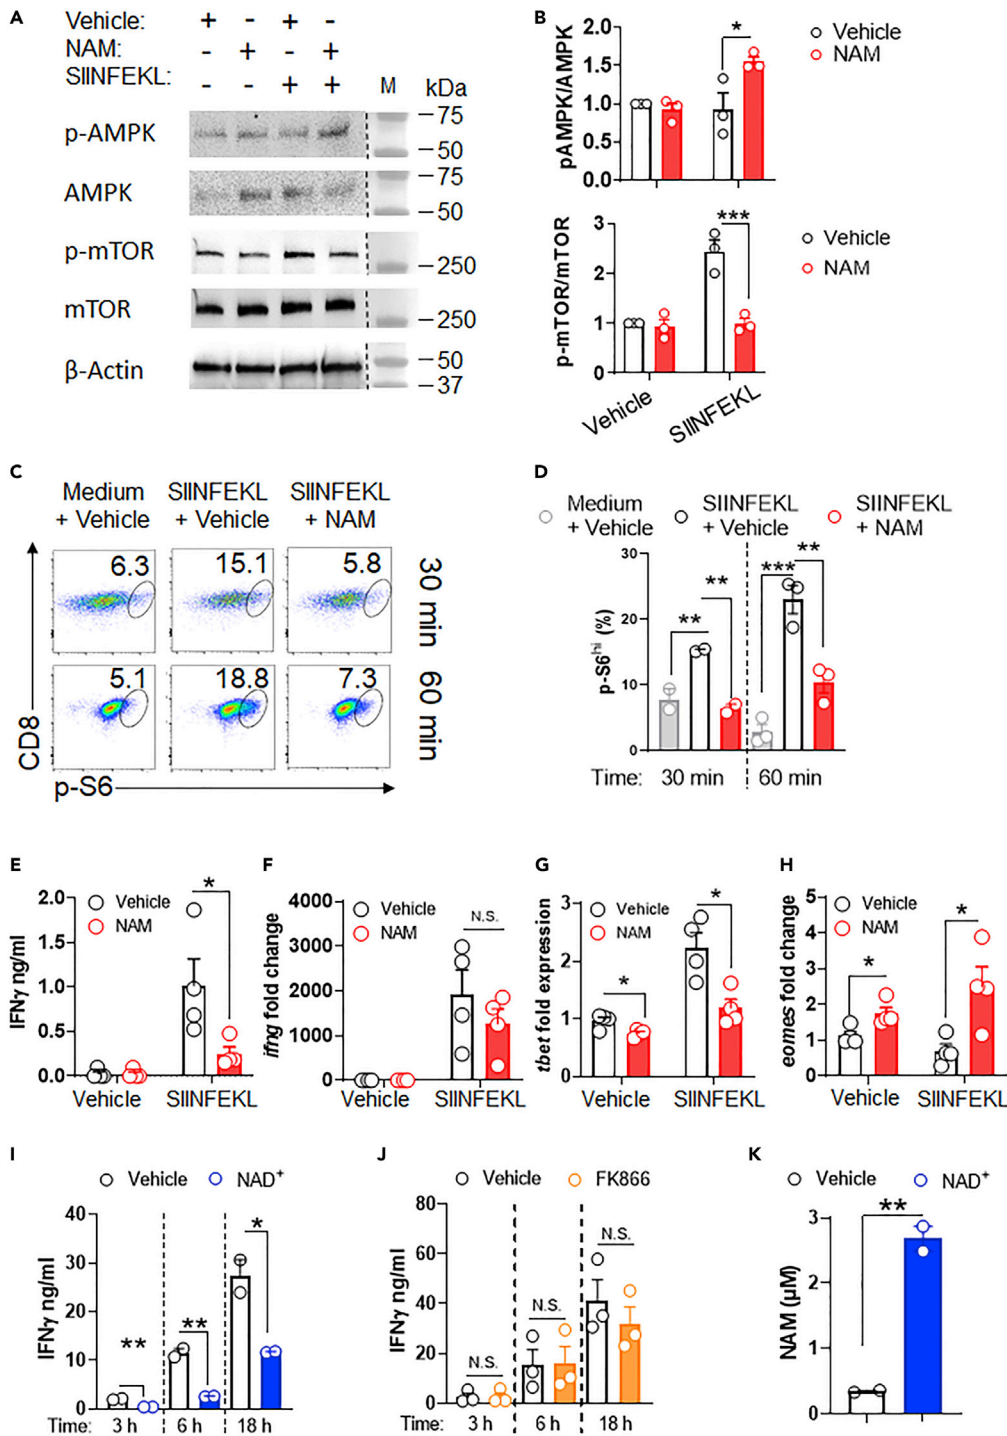 A
Vehicle: + - + -
NAM: - + - +
SIINFEKL: - - + + M kDa
p-AMPK
75
50
AMPK
75
50
p-mTOR
250
mTOR
250
β-Actin
50
37
B
pAMPK/AMPK
2.0
1.5
1.0
0.5
0.0
*
Vehicle
NAM
p-mTOR/mTOR
3
2
1
0
***
Vehicle
NAM
Vehicle SIINFEKL
C
Medium SIINFEKL SIINFEKL
+ Vehicle + Vehicle + NAM
6.3 15.1 5.8
30 min
5.1 18.8 7.3
60 min
CD8
p-S6
D
Medium SIINFEKL SIINFEKL
+ Vehicle + Vehicle + NAM
p-S6hi (%)
30
20
10
0
** ** *** **
Time: 30 min 60 min
E
IFNγ ng/ml
2.0
1.5
1.0
0.5
0.0
Vehicle
NAM
*
Vehicle SIINFEKL
F
ifng fold change
4000
3000
2000
1000
0
Vehicle
NAM
N.S.
Vehicle SIINFEKL
G
tbet fold expression
3
2
1
0
Vehicle
NAM
* *
Vehicle SIINFEKL
H
eomes fold change
5
4
3
2
1
0
Vehicle
NAM
* *
Vehicle SIINFEKL
I
Vehicle NAD+
IFNγ ng/ml
40
30
20
10
0
** ** *
Time: 3 h 6 h 18 h
J
Vehicle FK866
IFNγ ng/ml
80
60
40
20
0
N.S. N.S. N.S.
Time: 3 h 6 h 18 h
K
Vehicle NAD+
NAM (µM)
3
2
1
0
**